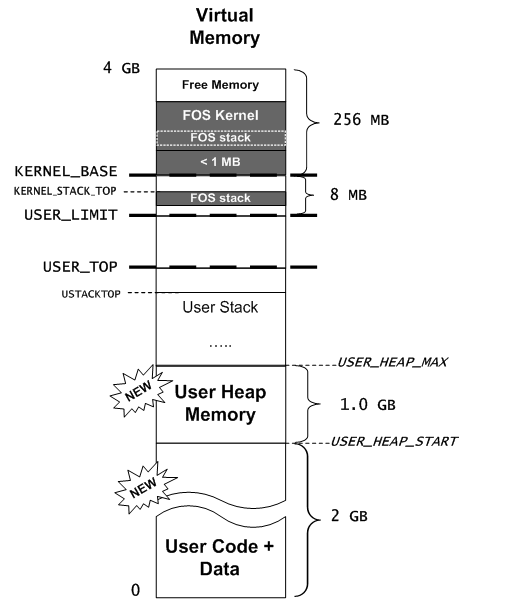 Virtual
Memory
4 GB
Free Memory
FOS Kernel
256 MB
FOS stack
< 1 MB
KERNEL_BASE
KERNEL_STACK_TOP
FOS stack
8 MB
USER_LIMIT
USER_TOP
USTACKTOP
User Stack
.....
USER_HEAP_MAX
NEW
User Heap
Memory
1.0 GB
USER_HEAP_START
NEW
2 GB
User Code +
Data
0